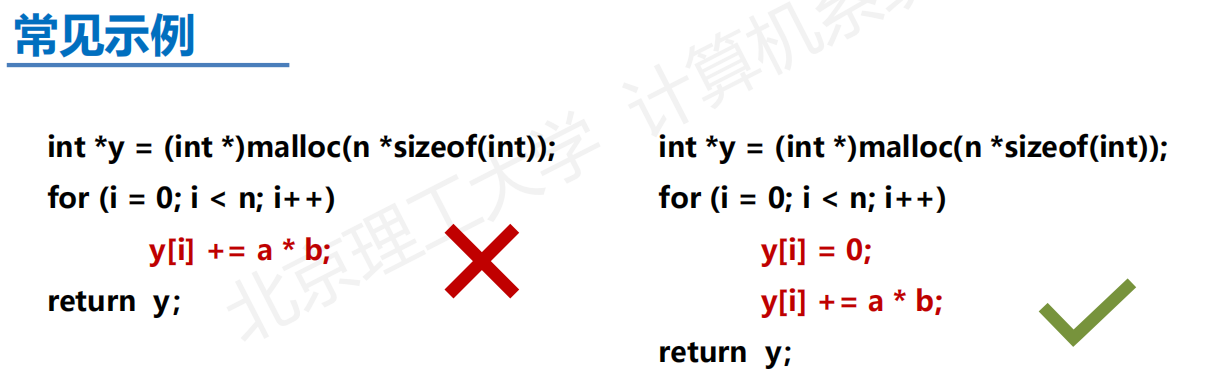 常见示例
int *y = (int *)malloc(n *sizeof(int));
for (i = 0; i < n; i++)
y[i] += a * b;
return y;
int *y = (int *)malloc(n *sizeof(int));
for (i = 0; i < n; i++)
y[i] = 0;
y[i] += a * b;
return y;
北京理工大学 计算机系